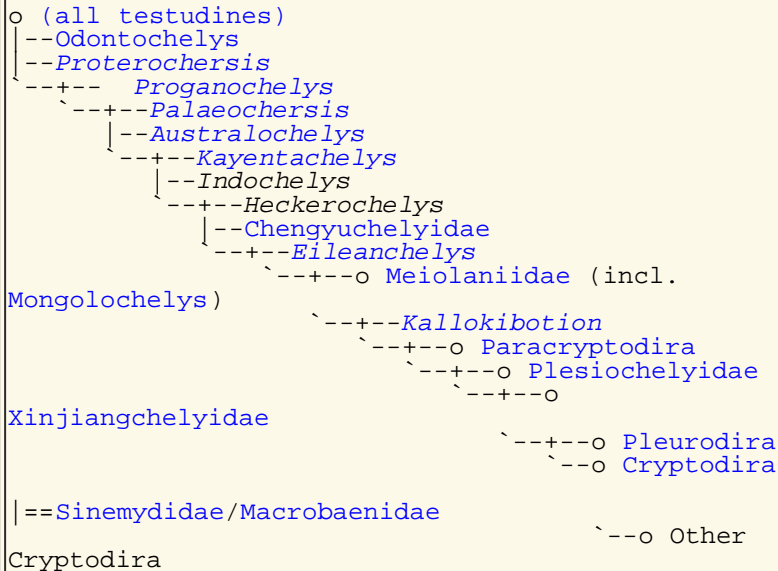 o (all testudines)
|--Odontochelys
|--Proterochersis
`--+--  Proganochelys
   `--+--Palaeochersis
      |--Australochelys
      `--+--Kayentachelys
         |--Indochelys
         `--+--Heckerochelys
            |--Chengyuchelyidae
            `--+--Eileanchelys
                `--+--o Meiolaniidae (incl.
Mongolochelys)
                   `--+--Kallokibotion
                      `--+--o Paracryptodira
                         `--+--o Plesiochelyidae
                            `--+--o
Xinjiangchelyidae
                               `--+--o Pleurodira
                                  `--o Cryptodira
|==Sinemydidae/Macrobaenidae
                                     `--o Other
Cryptodira